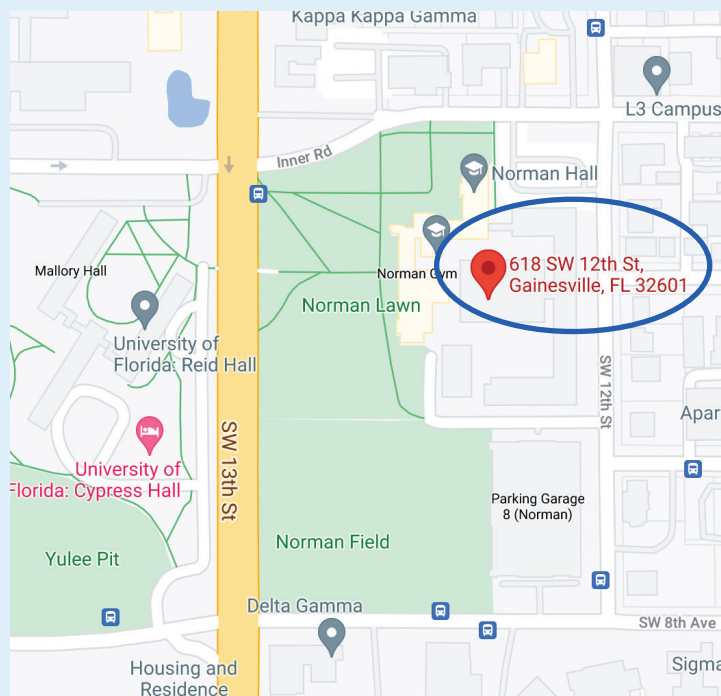 Kappa Kappa Gamma
L3 Campus
Inner Rd
Norman Hall
Mallory Hall
Norman Gym
618 SW 12th St,
Gainesville, FL 32601
Norman Lawn
University of
Florida: Reid Hall
SW 12th St
SW 13th St
Apar
University of
Florida: Cypress Hall
Parking Garage
8 (Norman)
Norman Field
Yulee Pit
Delta Gamma
SW 8th Ave
Housing and
Residence
Sigma